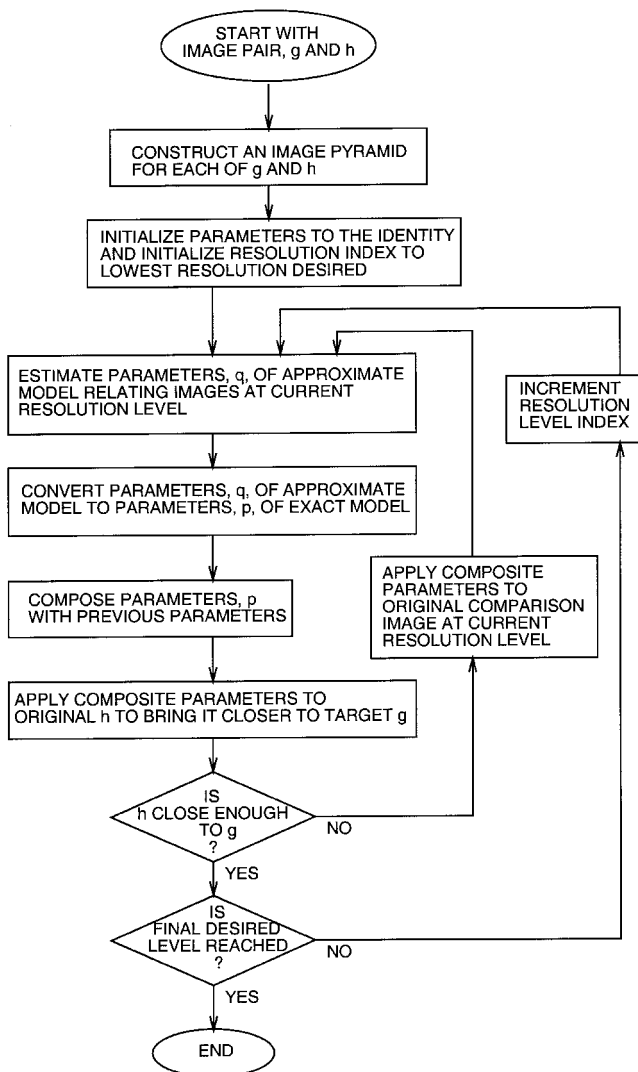 START WITH
IMAGE PAIR, g AND h
CONSTRUCT AN IMAGE PYRAMID
FOR EACH OF g AND h
INITIALIZE PARAMETERS TO THE IDENTITY
AND INITIALIZE RESOLUTION INDEX TO
LOWEST RESOLUTION DESIRED
ESTIMATE PARAMETERS, q, OF APPROXIMATE
MODEL RELATING IMAGES AT CURRENT
RESOLUTION LEVEL
INCREMENT
RESOLUTION
LEVEL INDEX
CONVERT PARAMETERS, q, OF APPROXIMATE
MODEL TO PARAMETERS, p, OF EXACT MODEL
APPLY COMPOSITE
PARAMETERS TO
ORIGINAL COMPARISON
IMAGE AT CURRENT
RESOLUTION LEVEL
COMPOSE PARAMETERS, p
WITH PREVIOUS PARAMETERS
APPLY COMPOSITE PARAMETERS TO
ORIGINAL h TO BRING IT CLOSER TO TARGET g
IS
h CLOSE ENOUGH
TO g
?
NO
YES
IS
FINAL DESIRED
LEVEL REACHED
?
NO
YES
END